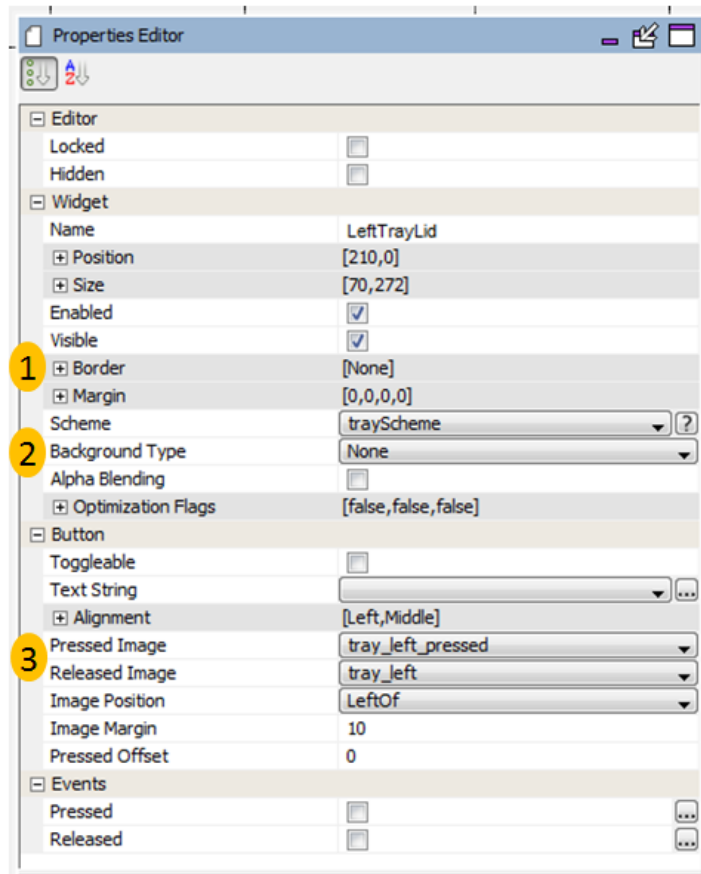 Properties Editor
A Z
Editor
Locked
Hidden
Widget
Name LeftTrayLid
Position [210,0]
Size [70,272]
Enabled
Visible
1 Border [None]
Margin [0,0,0,0]
Scheme trayScheme ?
2 Background Type None
Alpha Blending
Optimization Flags [false,false,false]
Button
Toggleable
Text String ...
Alignment [Left,Middle]
3 Pressed Image tray_left_pressed
Released Image tray_left
Image Position LeftOf
Image Margin 10
Pressed Offset 0
Events
Pressed ...
Released ...